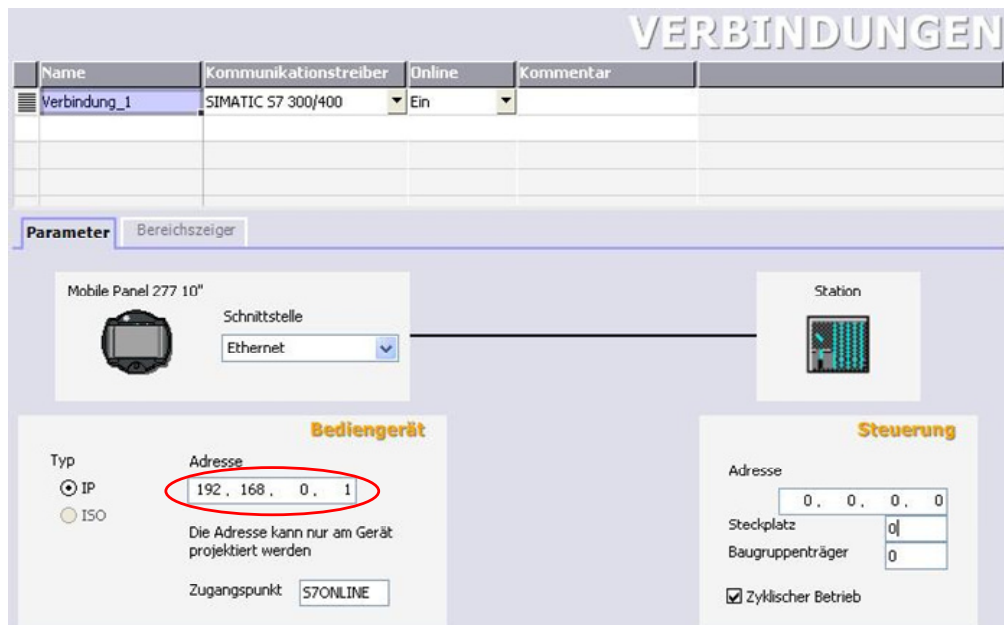 VERBINDUNGEN
Name Kommunikationstreiber Online Kommentar
Verbindung_1 SIMATIC S7 300/400 Ein
Parameter Bereichszeiger
Mobile Panel 277 10"
Schnittstelle
Ethernet
Station
Bediengerät
Typ
IP
ISO
Adresse
192. 168. 0. 1
Die Adresse kann nur am Gerät
projektiert werden
Zugangspunkt S7ONLINE
Steuerung
Adresse
0. 0. 0. 0
Steckplatz 0
Baugruppenträger 0
Zyklischer Betrieb